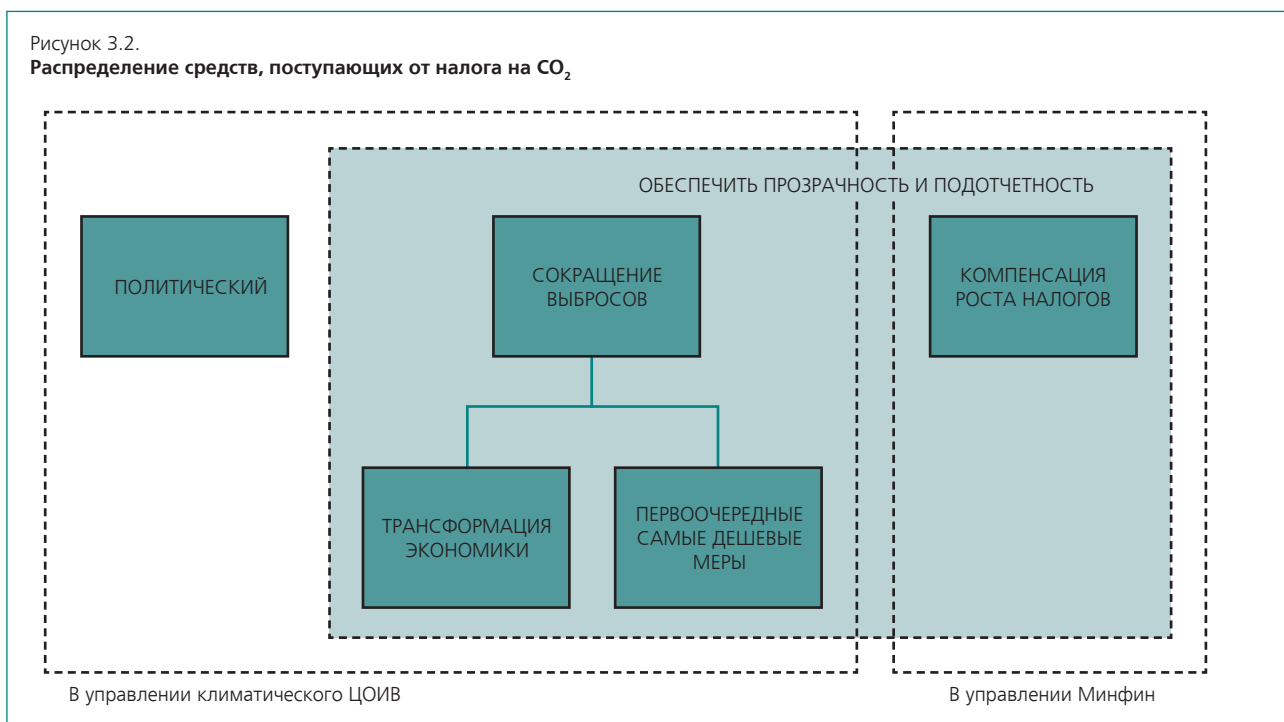 Рисунок 3.2.
Распределение средств, поступающих от налога на CO₂
ОБЕСПЕЧИТЬ ПРОЗРАЧНОСТЬ И ПОДОТЧЕТНОСТЬ
ПОЛИТИЧЕСКИЙ
СОКРАЩЕНИЕ
ВЫБРОСОВ
КОМПЕНСАЦИЯ
РОСТА НАЛОГОВ
ТРАНСФОРМАЦИЯ
ЭКОНОМИКИ
ПЕРВООЧЕРЕДНЫЕ
САМЫЕ ДЕШЕВЫЕ
МЕРЫ
В управлении климатического ЦОИВ
В управлении Минфин